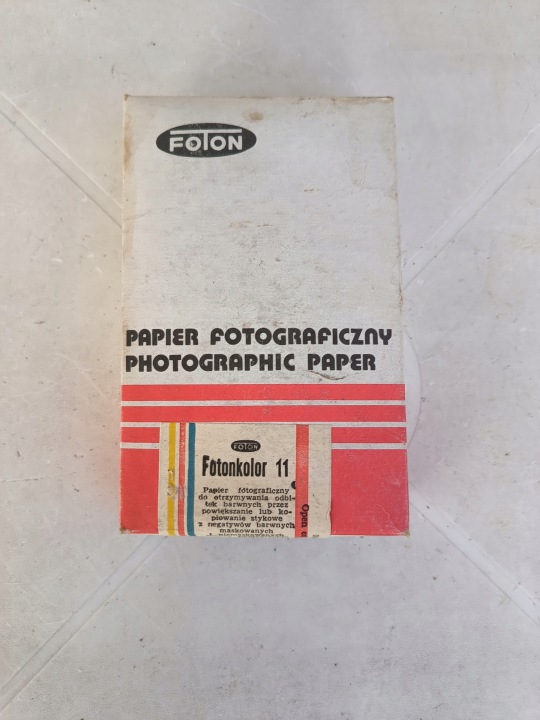 FOTON
PAPIER FOTOGRAFICZNY
PHOTOGRAPHIC PAPER
FOTON
Fotonkolor 11
Papier fotograficzny
do otrzymywania odbi-
tek barwnych przez
powiększanie lub ko-
piowanie stykowe
z negatywów barwnych
maskowanych
i niemaskowanych
Open